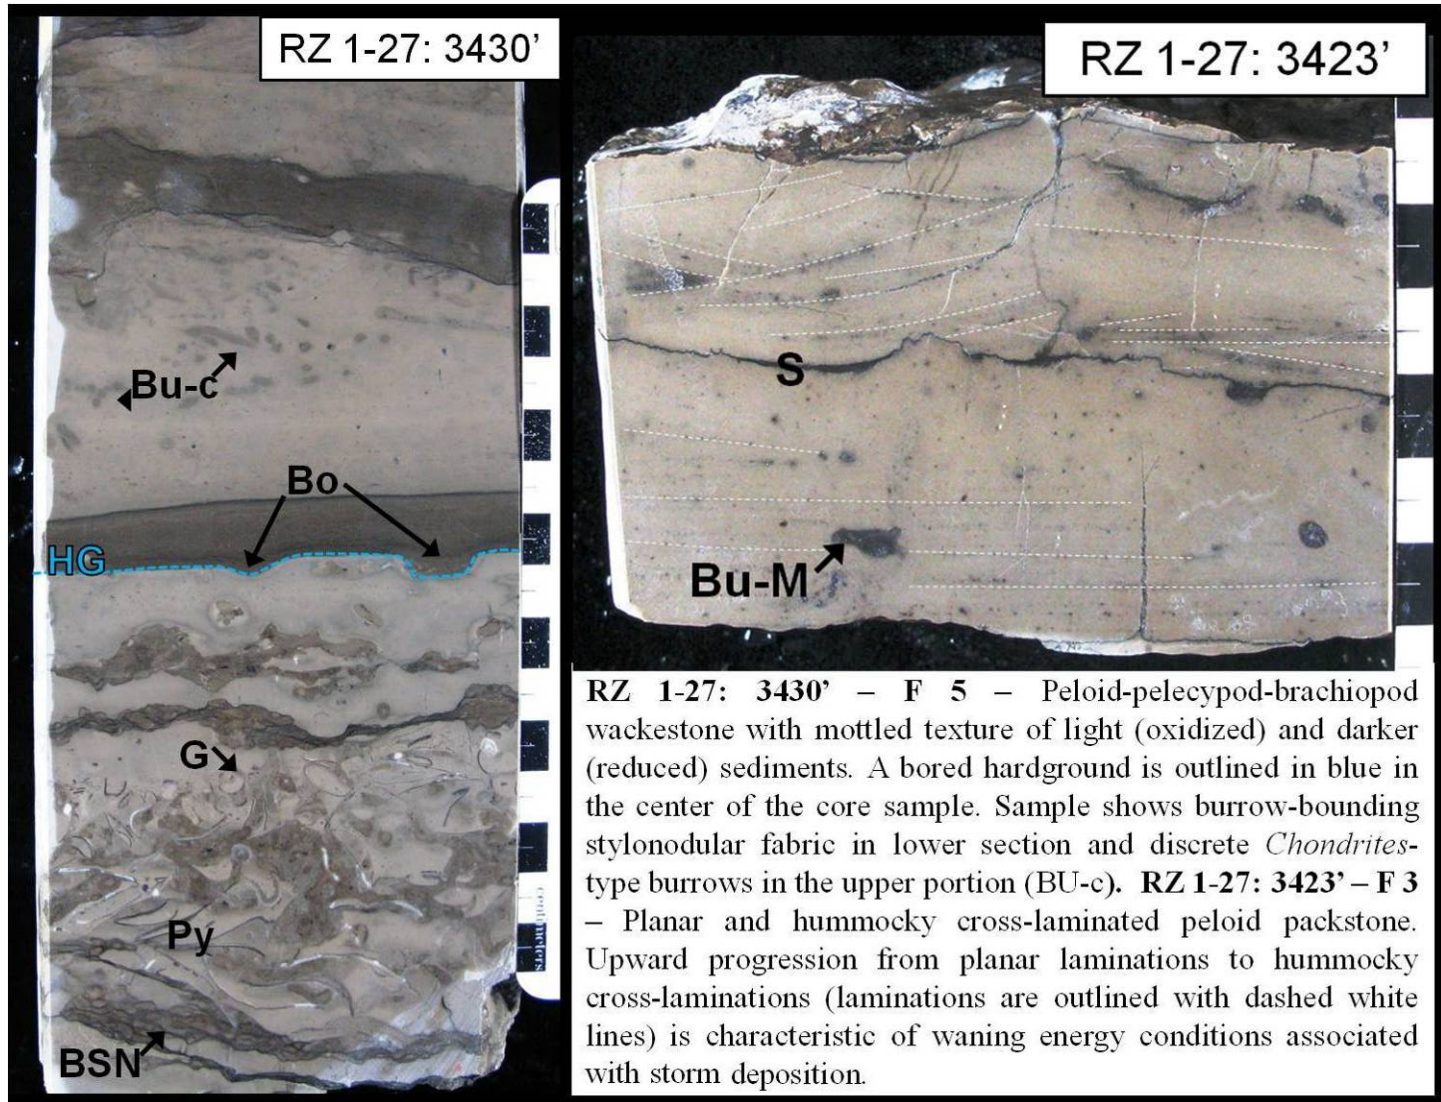 RZ 1-27: 3430’
RZ 1-27: 3423’
Bu-c
Bo
HG
G
Py
BSN
centimeters
S
Bu-M
RZ 1-27: 3430’ – F 5 – Peloid-pelecypod-brachiopod
wackestone with mottled texture of light (oxidized) and darker
(reduced) sediments. A bored hardground is outlined in blue in
the center of the core sample. Sample shows burrow-bounding
stylonodular fabric in lower section and discrete Chondrites-
type burrows in the upper portion (BU-c). RZ 1-27: 3423’ – F 3
– Planar and hummocky cross-laminated peloid packstone.
Upward progression from planar laminations to hummocky
cross-laminations (laminations are outlined with dashed white
lines) is characteristic of waning energy conditions associated
with storm deposition.